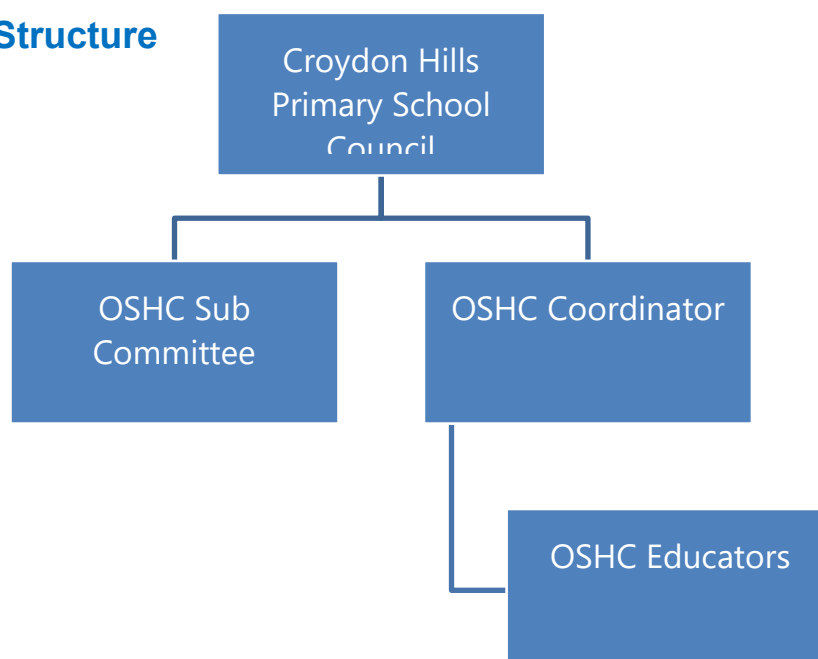 Structure
Croydon Hills
Primary School
Council
OSHC Sub
Committee
OSHC Coordinator
OSHC Educators